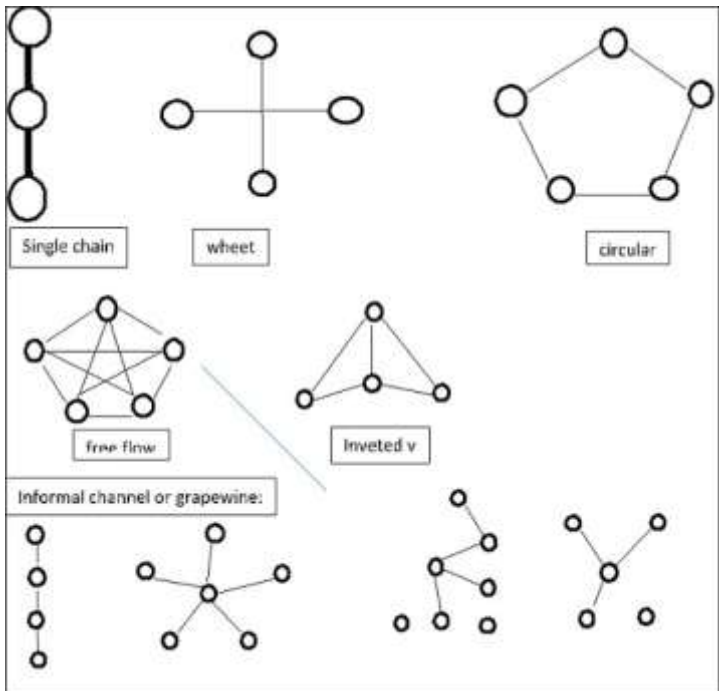 Single chain
wheet
circular
free flow
Inveted v
Informal channel or grapewine: